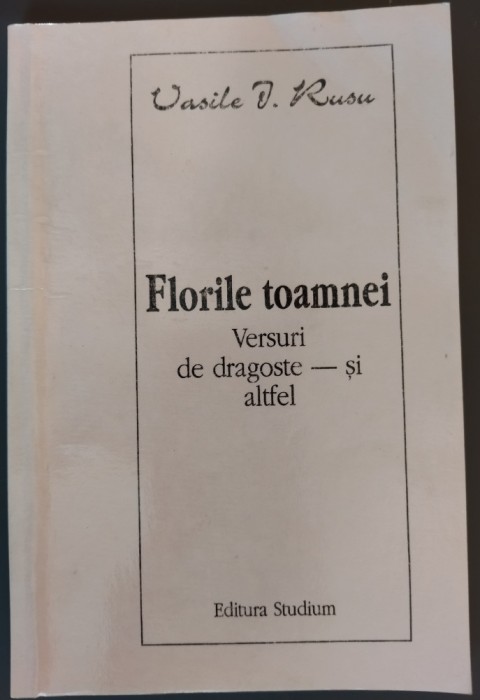 Vasile I. Rusu
Florile toamnei
Versuri
de dragoste — și
altfel
Editura Studium